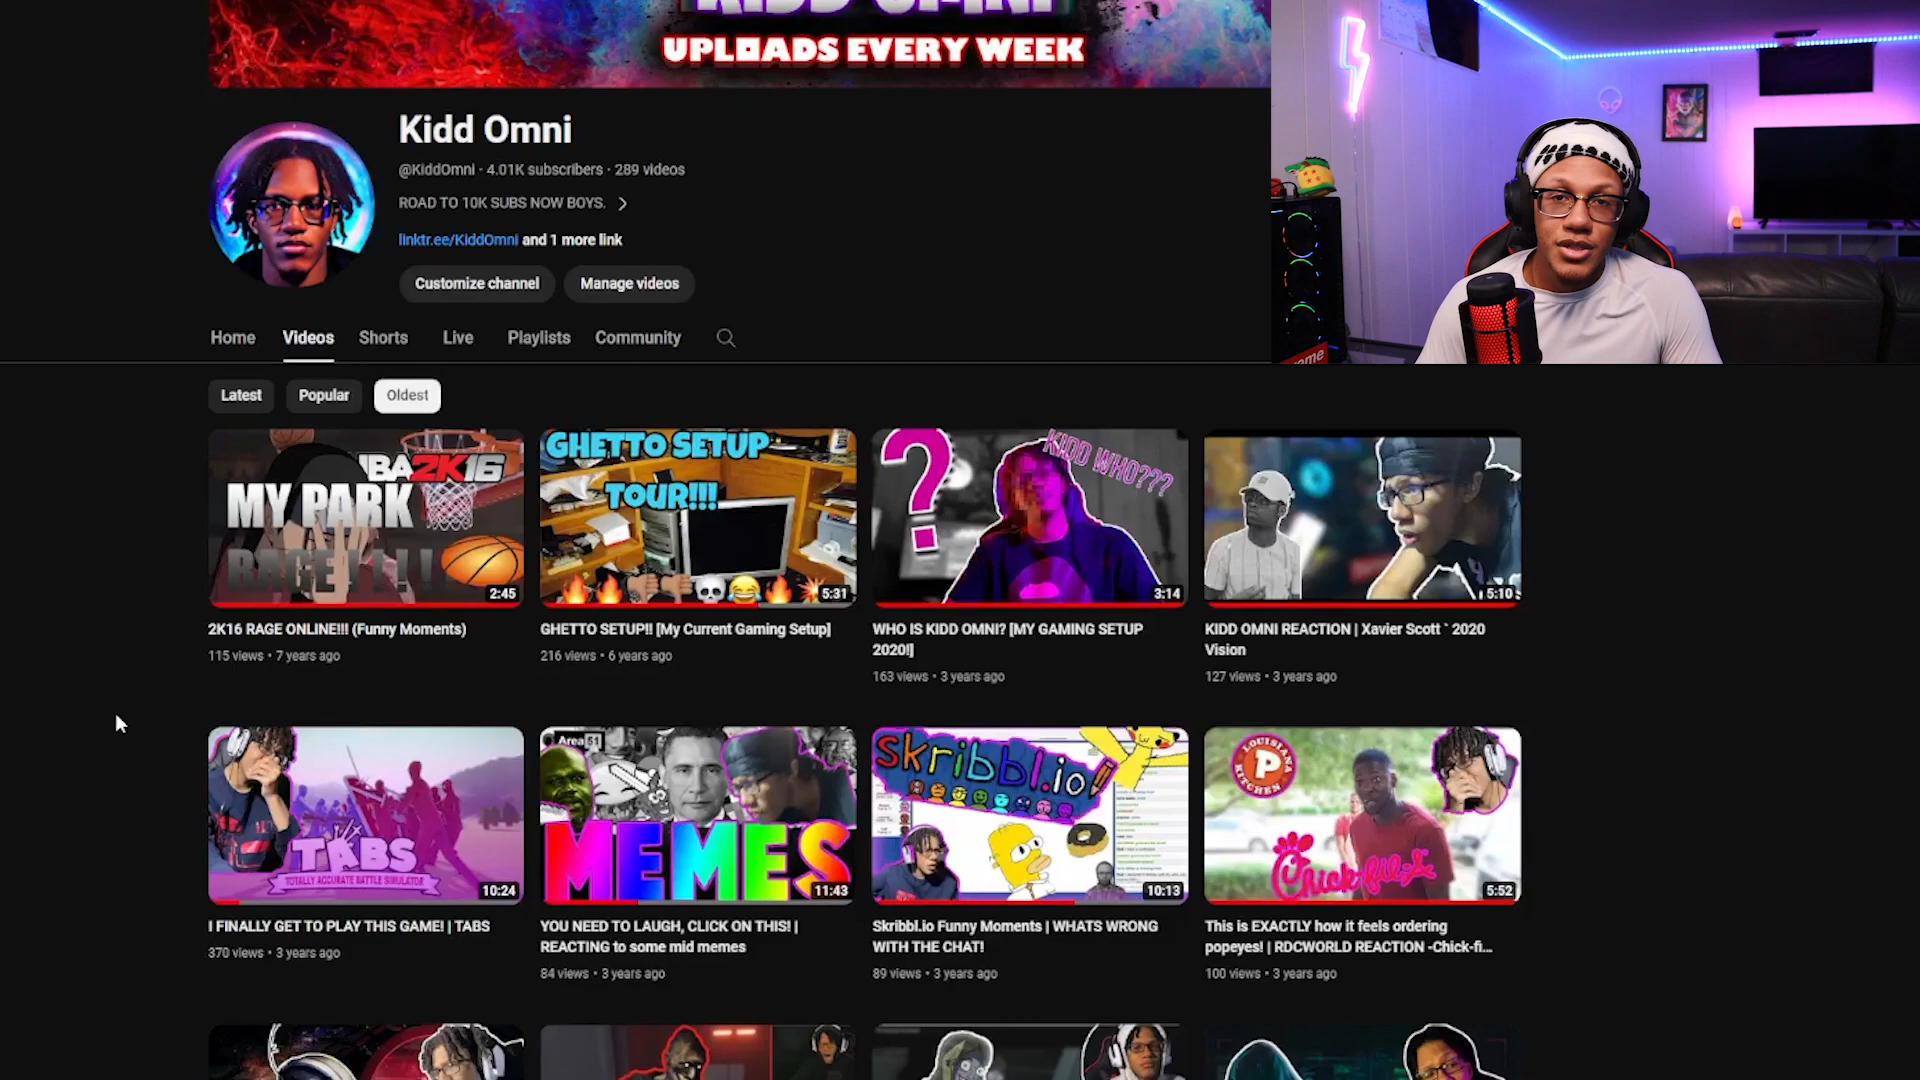 KIDD OMNI
UPLOADS EVERY WEEK
Kidd Omni
@KiddOmni · 4.01K subscribers · 289 videos
ROAD TO 10K SUBS NOW BOYS.
linktr.ee/KiddOmni and 1 more link
Customize channel
Manage videos
Home
Videos
Shorts
Live
Playlists
Community
Latest
Popular
Oldest
NBA2K16
MY PARK
RAGE!!!!
2:45
GHETTO SETUP
TOUR!!!
5:31
?
KIDD WHO???
3:14
5:10
2K16 RAGE ONLINE!!! (Funny Moments)
115 views • 7 years ago
GHETTO SETUP!! [My Current Gaming Setup]
216 views • 6 years ago
WHO IS KIDD OMNI? [MY GAMING SETUP
2020!]
163 views • 3 years ago
KIDD OMNI REACTION | Xavier Scott ` 2020
Vision
127 views • 3 years ago
TABS
TOTALLY ACCURATE BATTLE SIMULATOR
10:24
Area 51
MEMES
11:43
skribbl.io!
10:13
LOUISIANA
P
KITCHEN
Chick-fil-A
5:52
I FINALLY GET TO PLAY THIS GAME! | TABS
370 views • 3 years ago
YOU NEED TO LAUGH, CLICK ON THIS! |
REACTING to some mid memes
84 views • 3 years ago
Skribbl.io Funny Moments | WHATS WRONG
WITH THE CHAT!
89 views • 3 years ago
This is EXACTLY how it feels ordering
popeyes! | RDCWORLD REACTION -Chick-fi...
100 views • 3 years ago